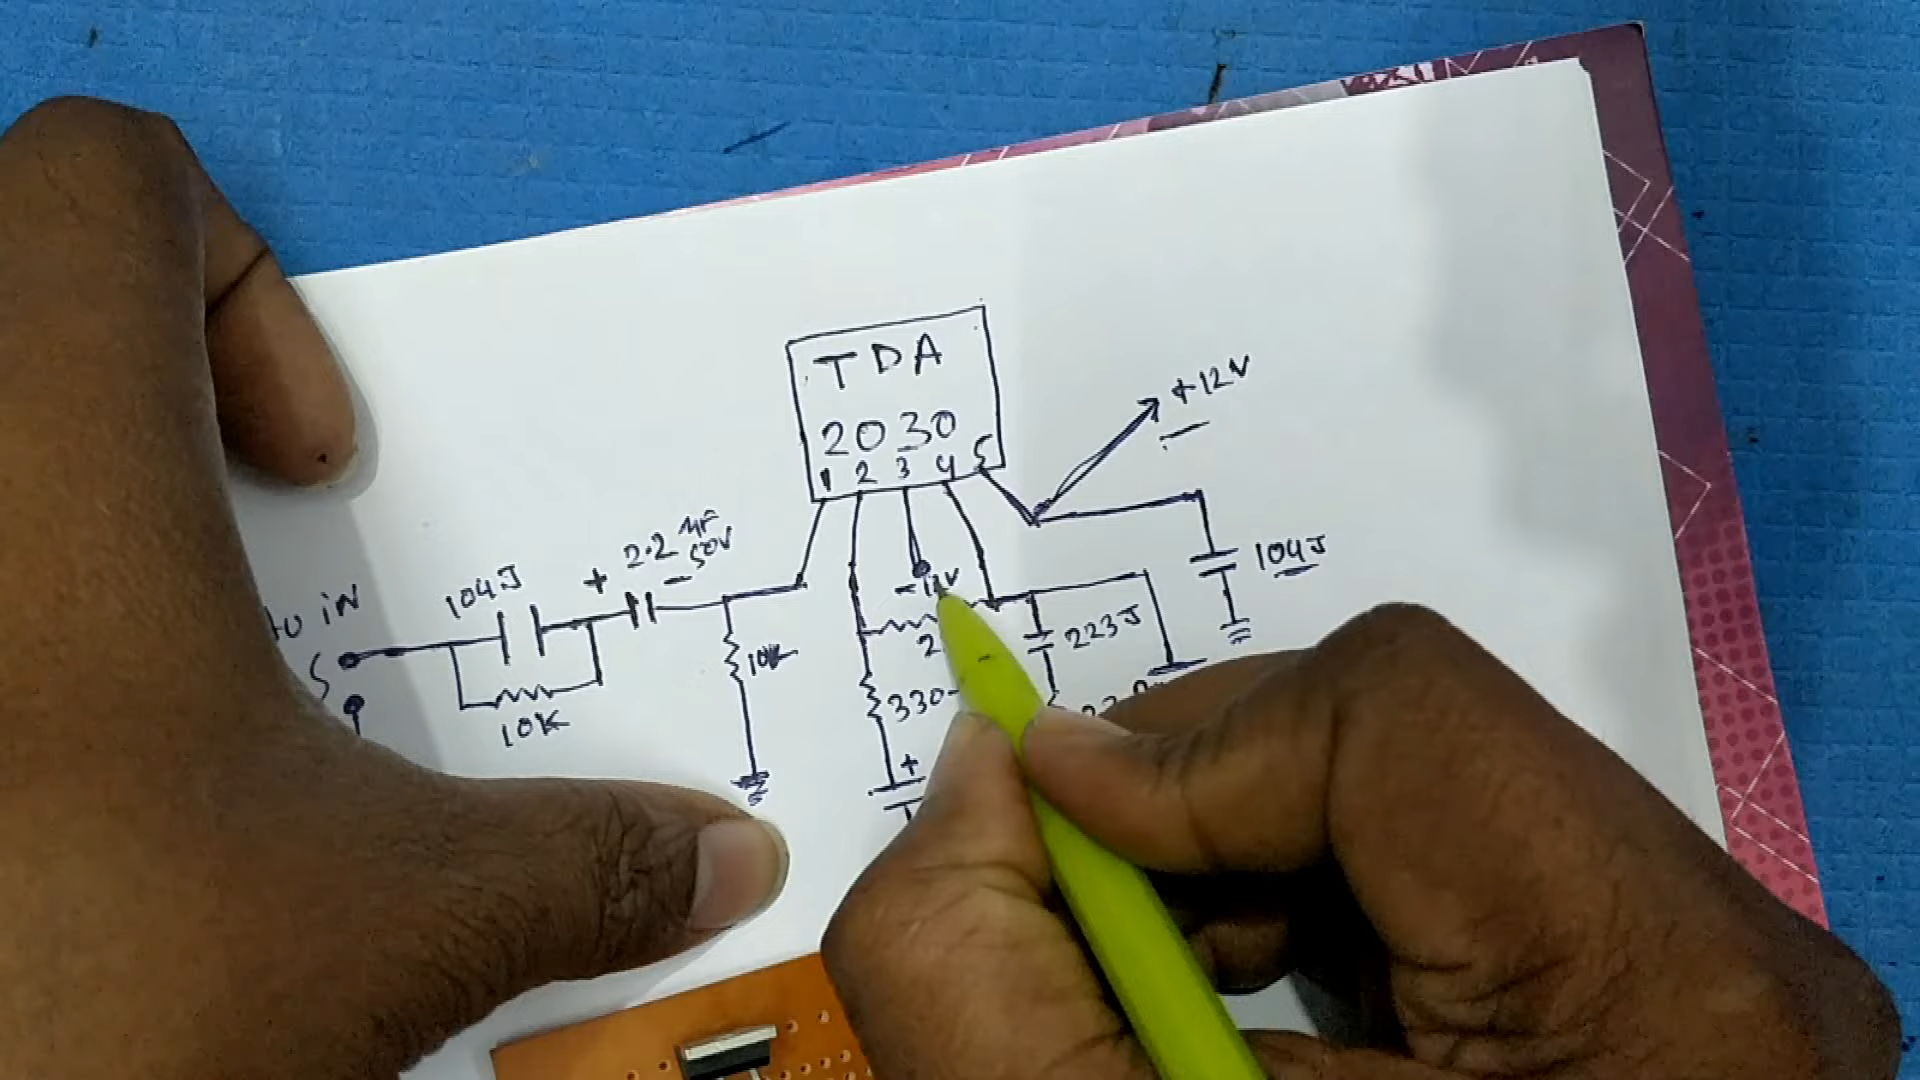 TDA
2030
1 2 3 4 5
+12V
104J
-12V
223J
2.2 µF
50V
+
104J
10K
10K
330
+
IN